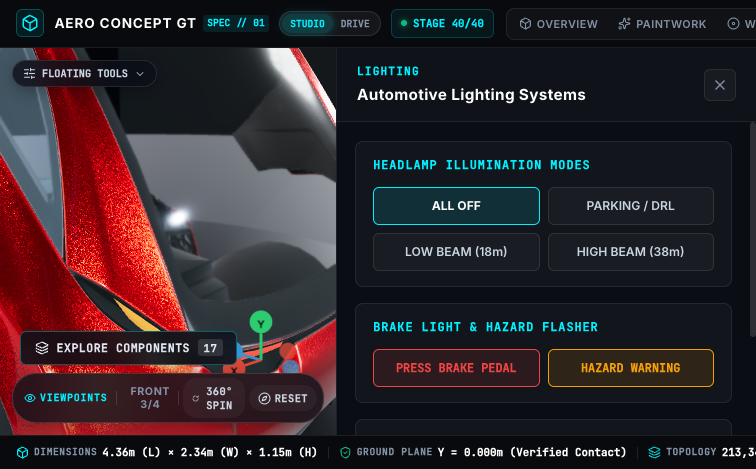 AERO CONCEPT GT SPEC // 01 STUDIO DRIVE STAGE 40/40 OVERVIEW PAINTWORK W
FLOATING TOOLS
LIGHTING
Automotive Lighting Systems
HEADLAMP ILLUMINATION MODES
ALL OFF PARKING / DRL
LOW BEAM (18m) HIGH BEAM (38m)
BRAKE LIGHT & HAZARD FLASHER
PRESS BRAKE PEDAL HAZARD WARNING
Y
EXPLORE COMPONENTS 17
VIEWPOINTS FRONT 3/4 360° SPIN RESET
DIMENSIONS 4.36m (L) × 2.34m (W) × 1.15m (H) GROUND PLANE Y = 0.000m (Verified Contact) TOPOLOGY 213,